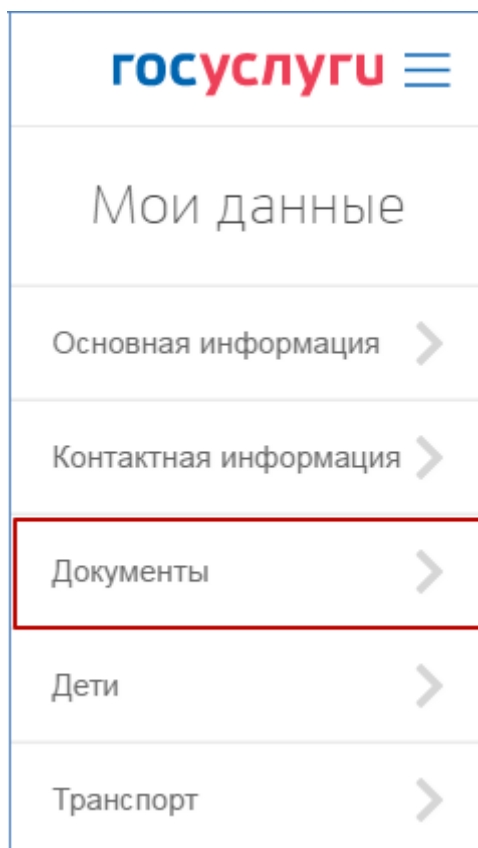 госуслуги
Мои данные
Основная информация
Контактная информация
Документы
Дети
Транспорт